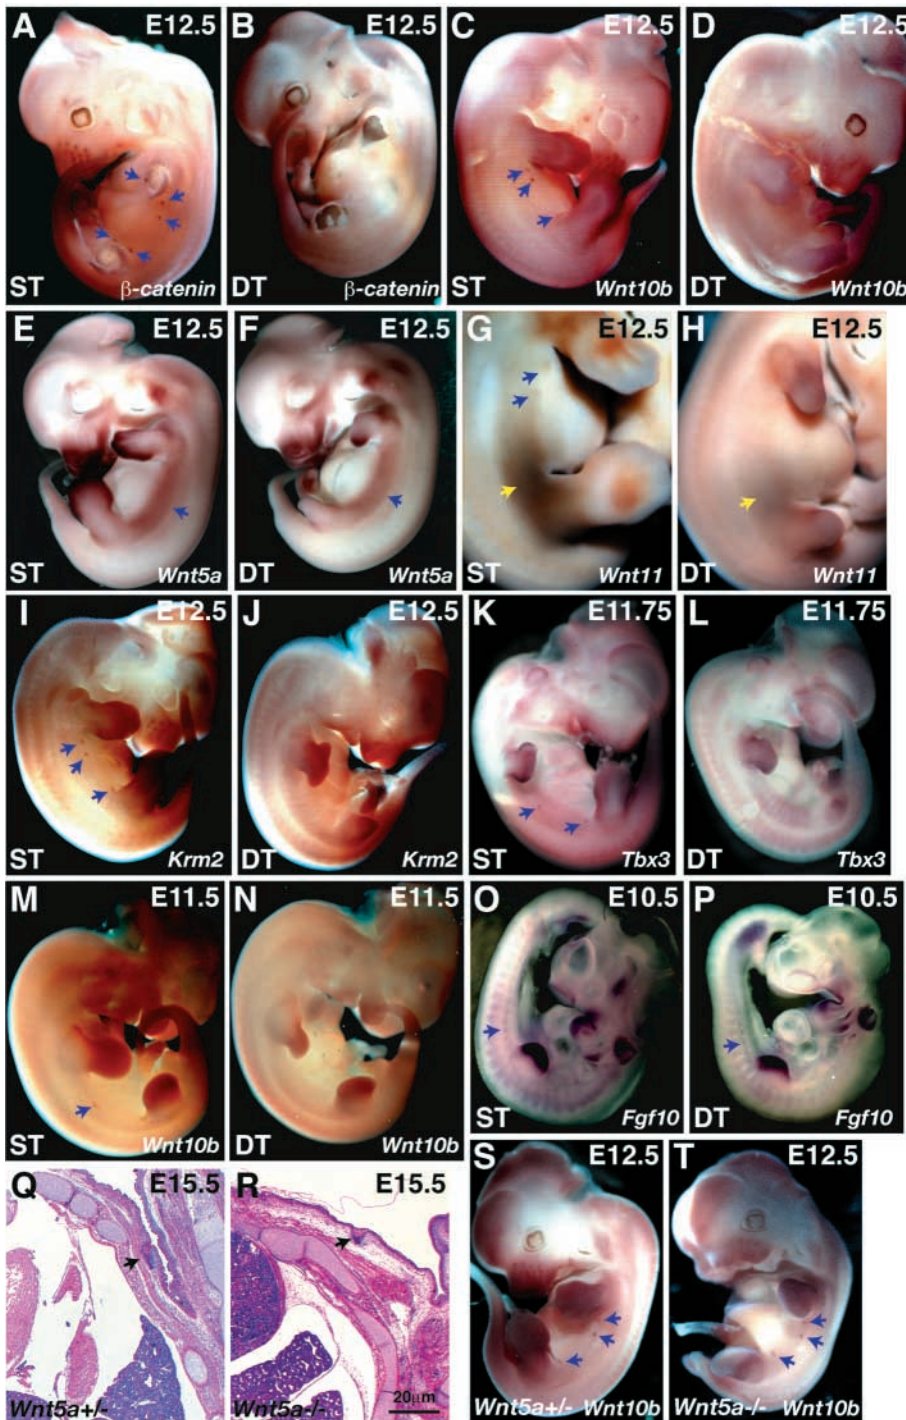 A E12.5 B E12.5 C E12.5 D E12.5
ST β-catenin DT β-catenin ST Wnt10b DT Wnt10b
E E12.5 F E12.5 G E12.5 H E12.5
ST Wnt5a DT Wnt5a ST Wnt11 DT Wnt11
I E12.5 J E12.5 K E11.75 L E11.75
ST Krm2 DT Krm2 ST Tbx3 DT Tbx3
M E11.5 N E11.5 O E10.5 P E10.5
ST Wnt10b DT Wnt10b ST Fgf10 DT Fgf10
Q E15.5 R E15.5 S E12.5 T E12.5
20μm
Wnt5a+/- Wnt5a-/- Wnt5a+/- Wnt10b Wnt5a-/- Wnt10b